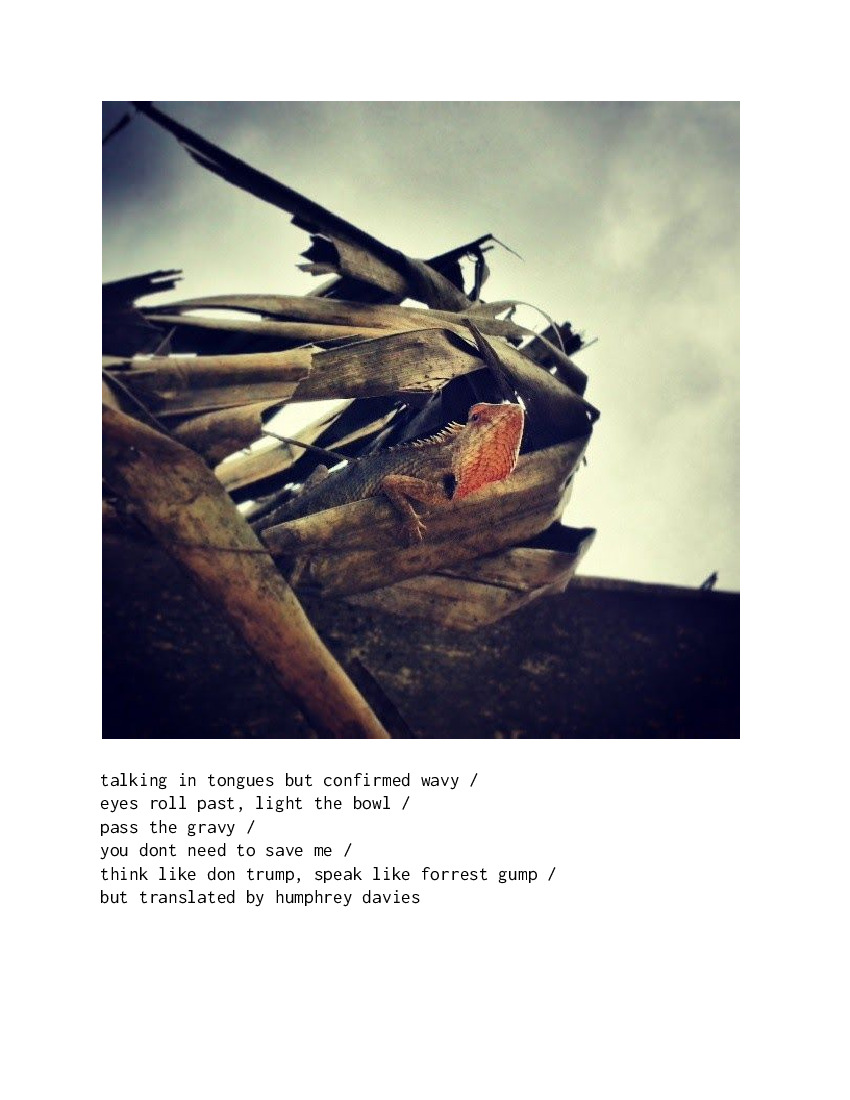 talking in tongues but confirmed wavy /
eyes roll past, light the bowl /
pass the gravy /
you dont need to save me /
think like don trump, speak like forrest gump /
but translated by humphrey davies